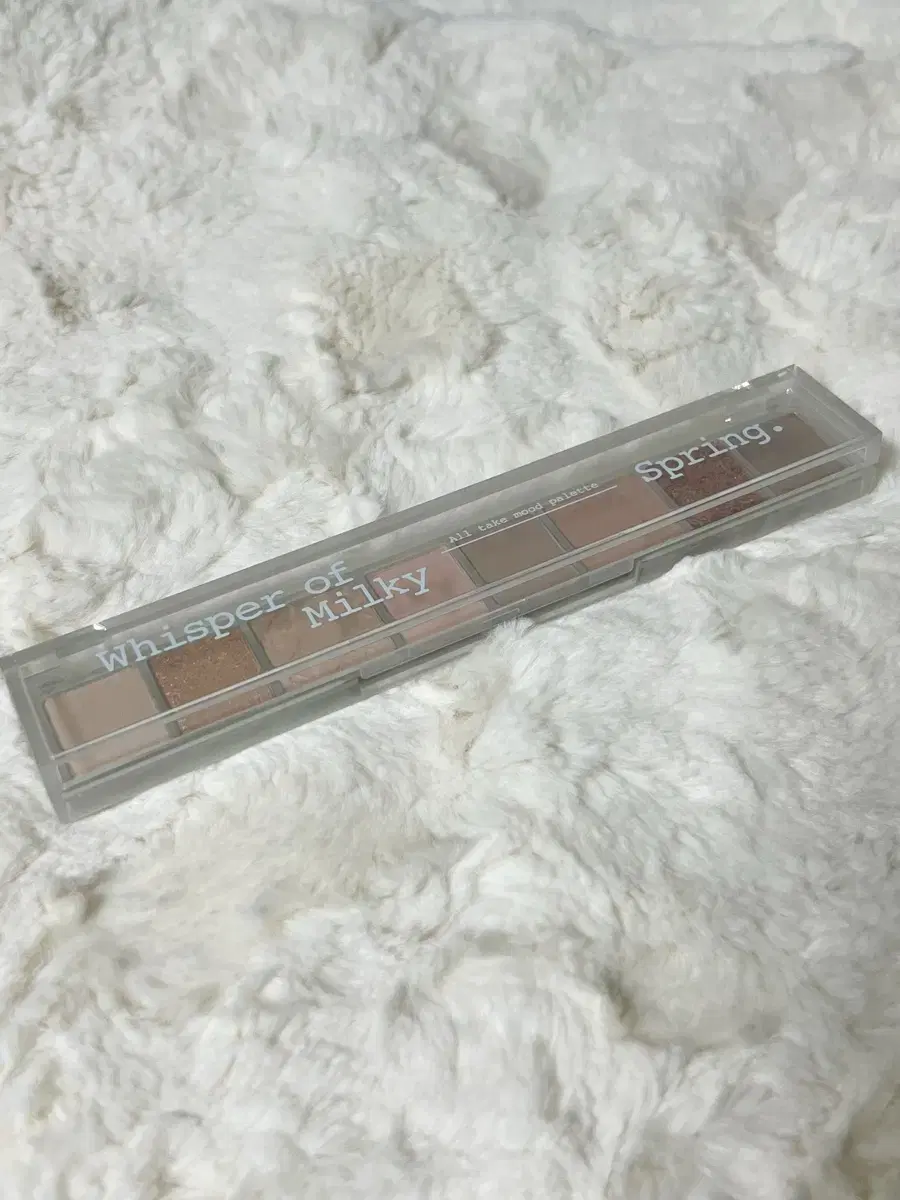 Whisper of
Milky
All take mood palette
Spring.